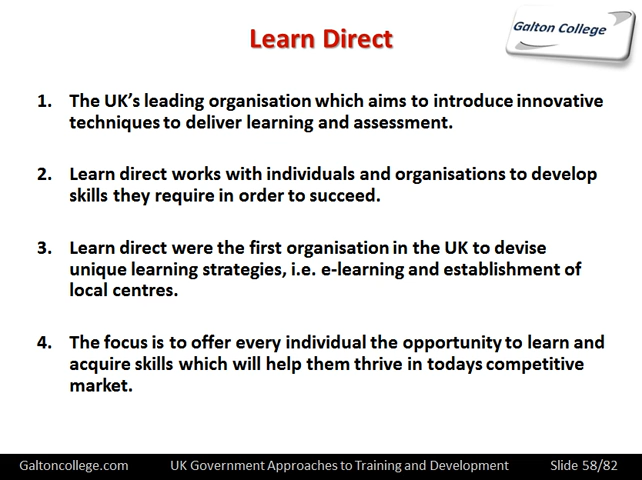 Learn Direct
Galton College
1. The UK's leading organisation which aims to introduce innovative
techniques to deliver learning and assessment.
2. Learn direct works with individuals and organisations to develop
skills they require in order to succeed.
3. Learn direct were the first organisation in the UK to devise
unique learning strategies, i.e. e-learning and establishment of
local centres.
4. The focus is to offer every individual the opportunity to learn and
acquire skills which will help them thrive in todays competitive
market.
Galtoncollege.com UK Government Approaches to Training and Development Slide 58/82